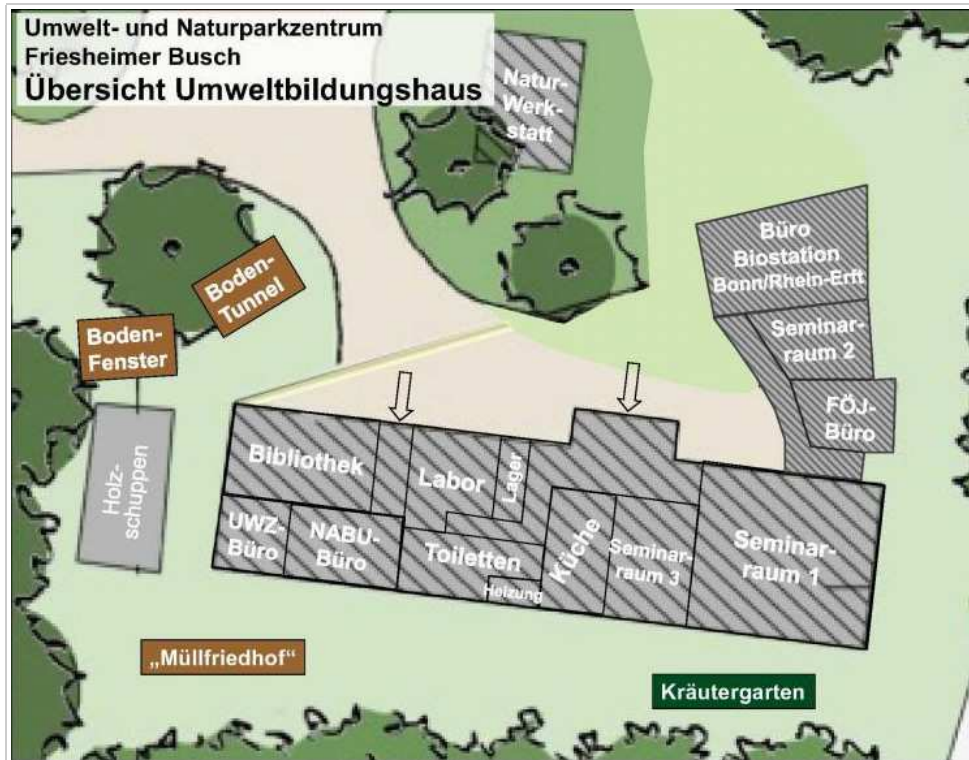 Umwelt- und Naturparkzentrum
Friesheimer Busch
Übersicht Umweltbildungshaus
Natur-
Werk-
statt
Boden-
Tunnel
Boden-
Fenster
Büro
Biostation
Bonn/Rhein-Erft
Seminar-
raum 2
FÖJ-
Büro
Holz-
schuppen
Bibliothek
Labor
Lager
UWZ-
Büro
NABU-
Büro
Toiletten
Heizung
Küche
Seminar-
raum 3
Seminar-
raum 1
„Müllfriedhof“
Kräutergarten